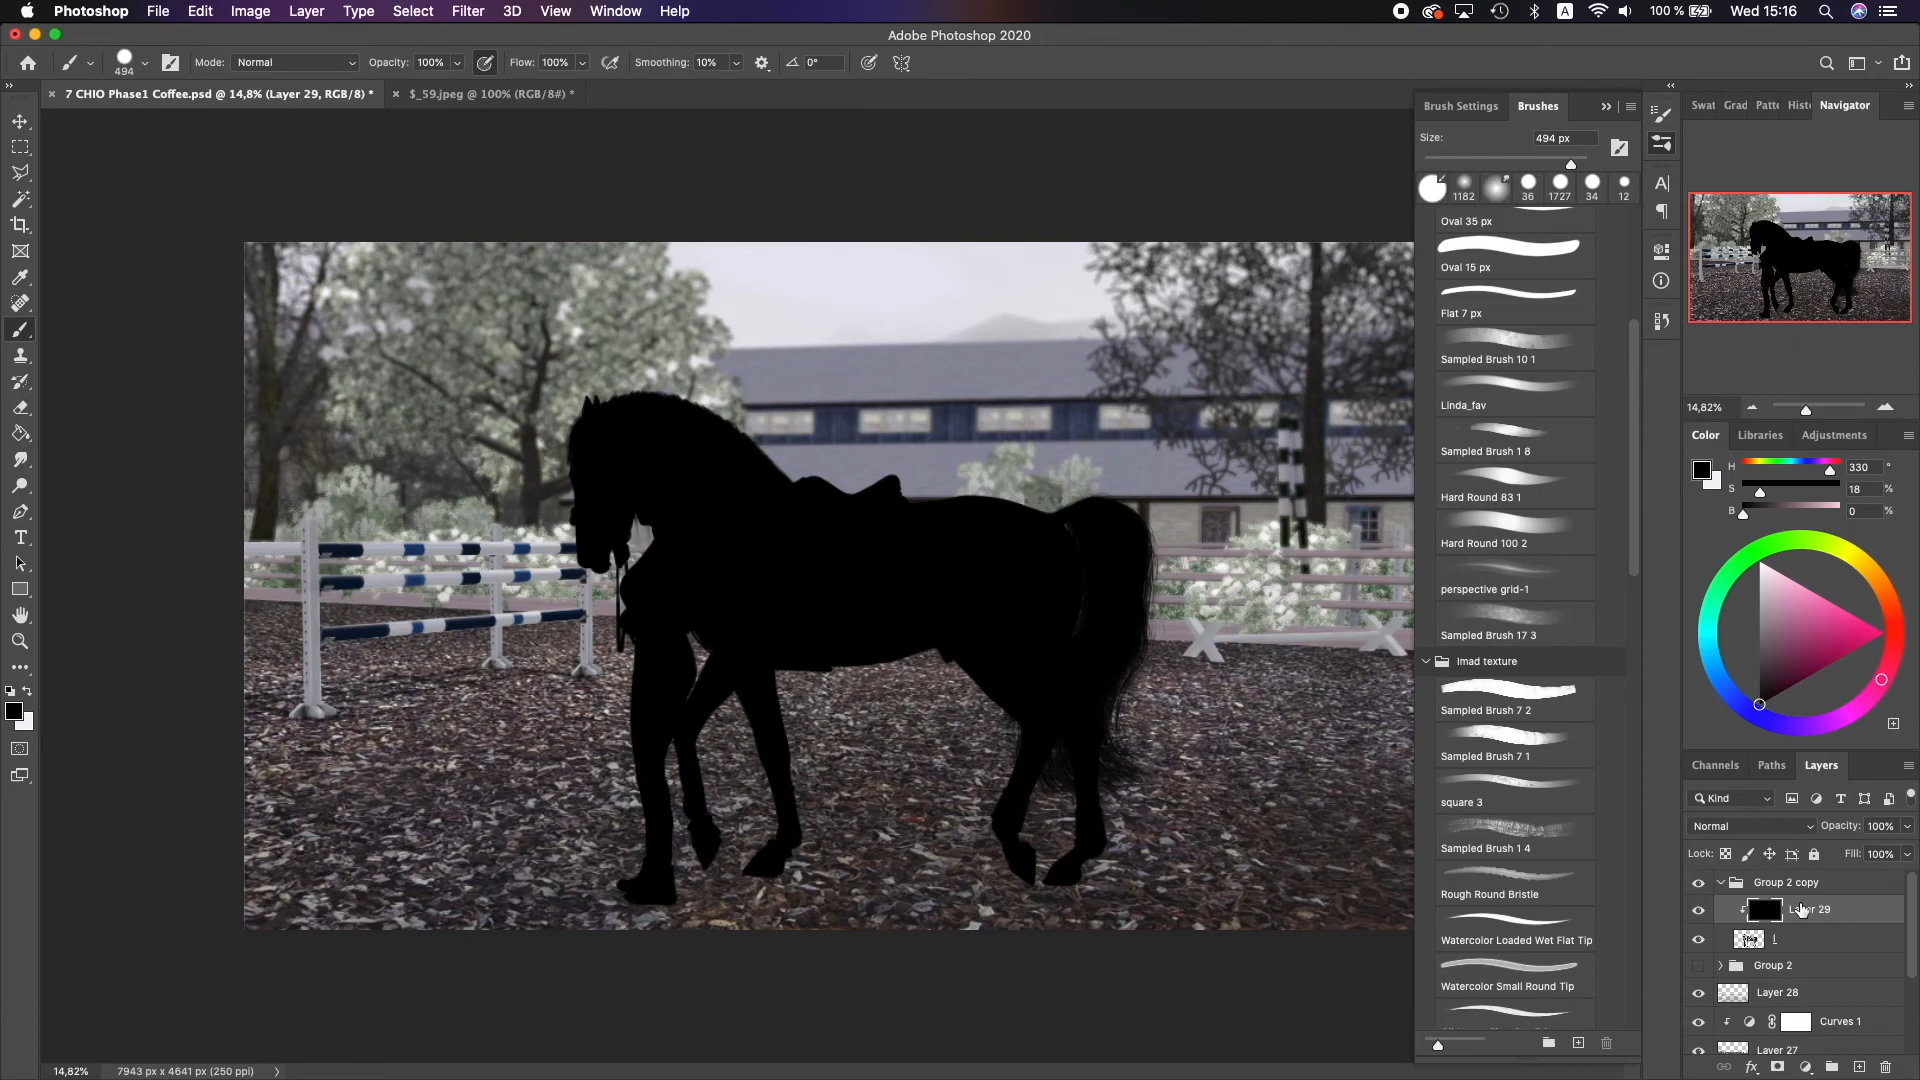 Photoshop File Edit Image Layer Type Select Filter 3D View Window Help A 100 % Wed 15:16
Adobe Photoshop 2020
494 Mode: Normal Opacity: 100% Flow: 100% Smoothing: 10% 0°
7 CHIO Phase1 Coffee.psd @ 14,8% (Layer 29, RGB/8) * $_59.jpeg @ 100% (RGB/8#) *
Brush Settings Brushes
Size: 494 px
1182 36 1727 34 12
Oval 35 px
Oval 15 px
Flat 7 px
Sampled Brush 10 1
Linda_fav
Sampled Brush 1 8
Hard Round 83 1
Hard Round 100 2
perspective grid-1
Sampled Brush 17 3
Imad texture
Sampled Brush 7 2
Sampled Brush 7 1
square 3
Sampled Brush 1 4
Rough Round Bristle
Watercolor Loaded Wet Flat Tip
Watercolor Small Round Tip
Swat Grad Patte Histo Navigator
14,82%
Color Libraries Adjustments
H 330 °
S 18 %
B 0 %
Channels Paths Layers
Kind
Normal Opacity: 100%
Lock: Fill: 100%
Group 2 copy
Layer 29
Group 2
Layer 28
Curves 1
Layer 27
14,82% 7943 px x 4641 px (250 ppi)